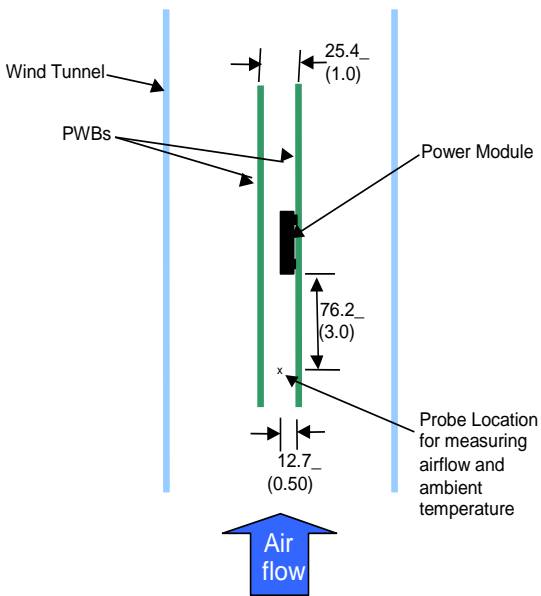 25.4_
(1.0)
Wind Tunnel
PWBs
Power Module
76.2_
(3.0)
x
Probe Location
for measuring
airflow and
ambient
temperature
12.7_
(0.50)
Air
flow